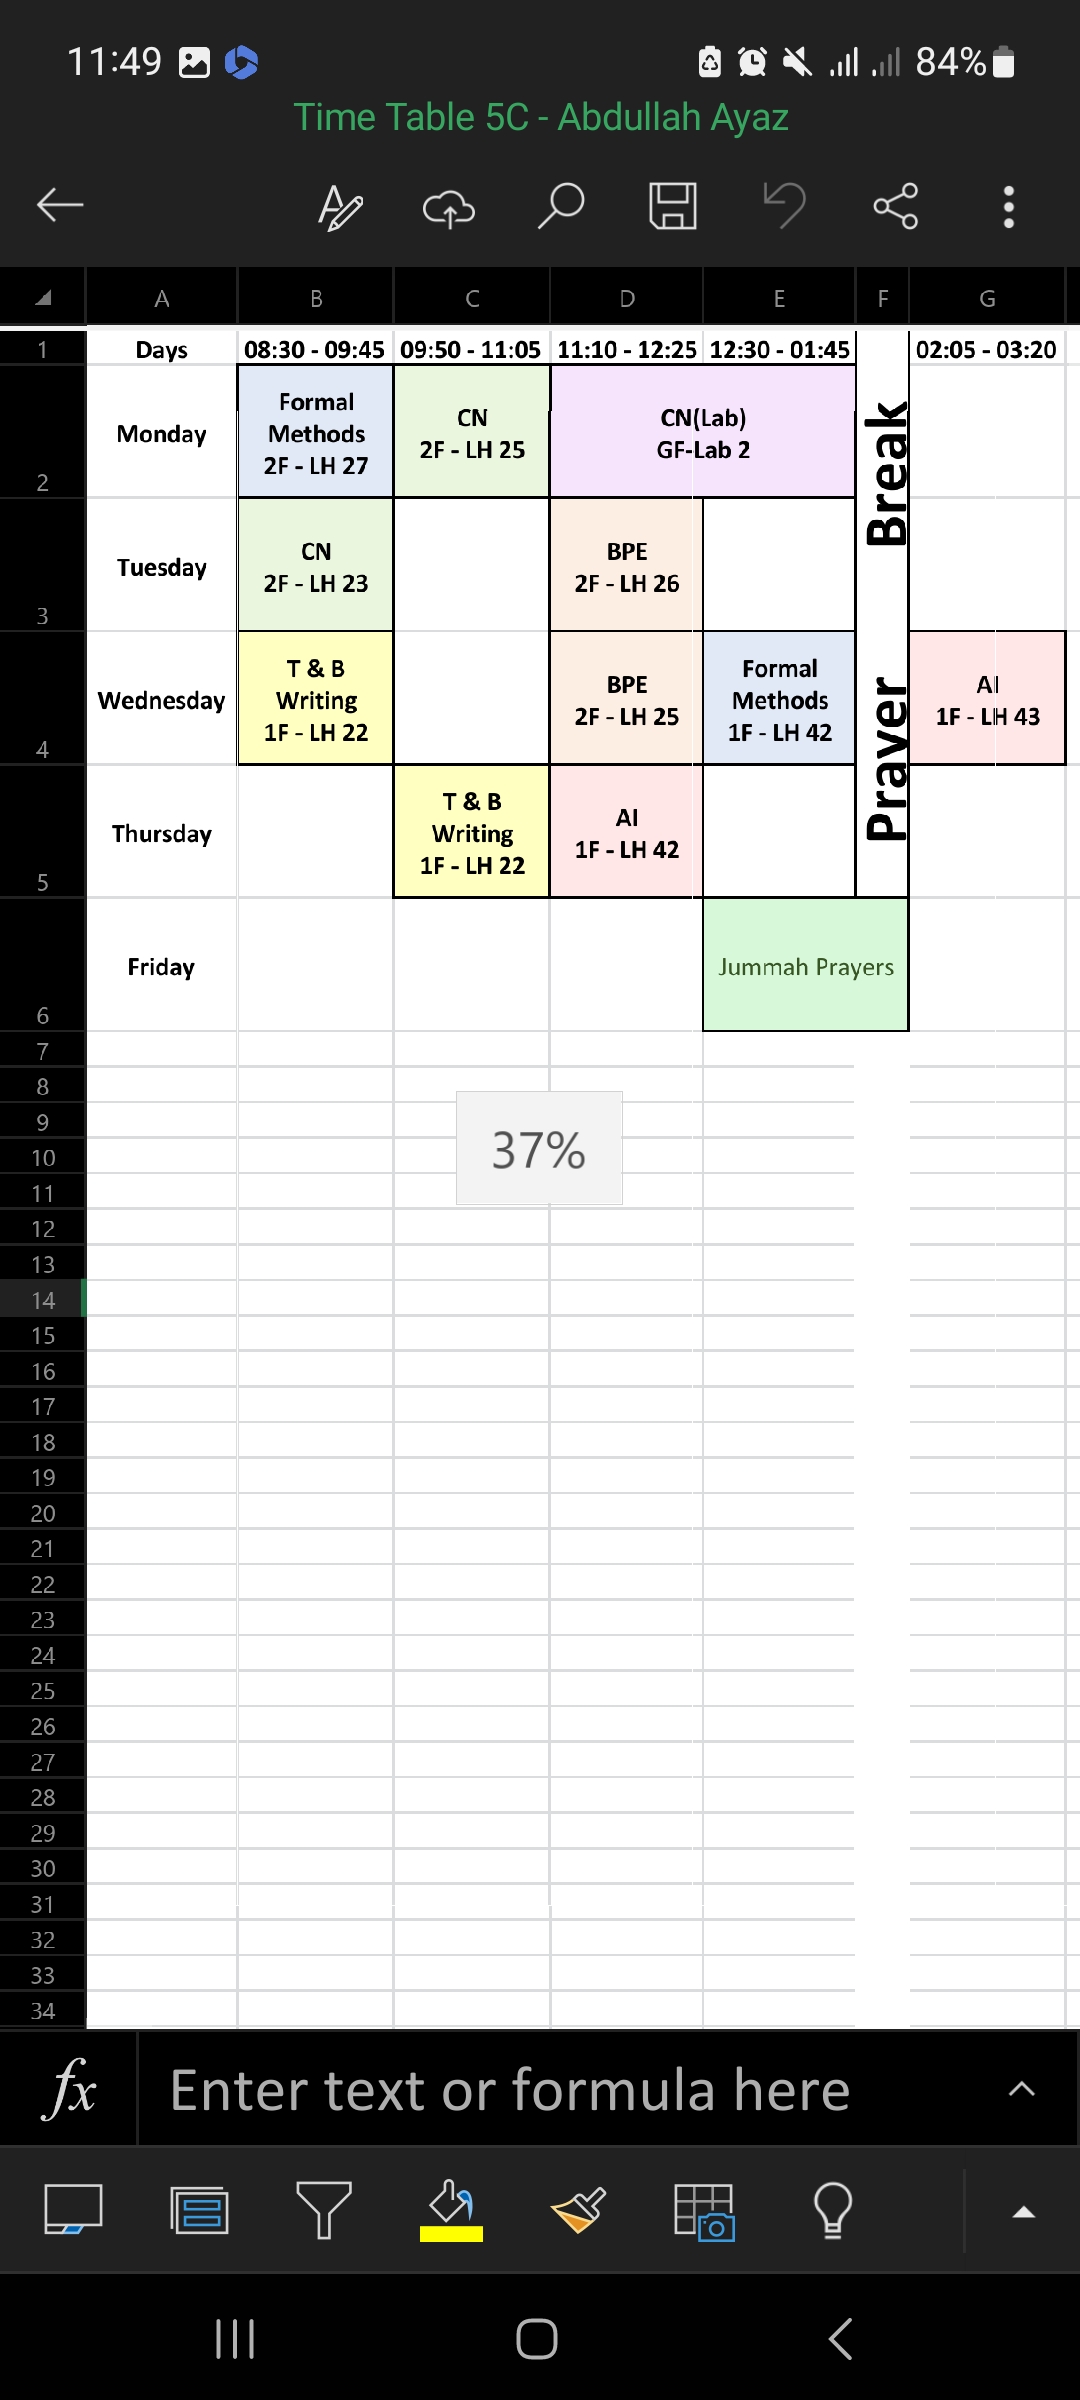 11:49 84%
Time Table 5C - Abdullah Ayaz
A B C D E F G
1 Days 08:30 - 09:45 09:50 - 11:05 11:10 - 12:25 12:30 - 01:45 02:05 - 03:20
Monday
2
Formal
Methods
2F - LH 27
CN
2F - LH 25
CN(Lab)
GF-Lab 2
Prayer Break
Tuesday
3
CN
2F - LH 23
BPE
2F - LH 26
Wednesday
4
T & B
Writing
1F - LH 22
BPE
2F - LH 25
Formal
Methods
1F - LH 42
AI
1F - LH 43
Thursday
5
T & B
Writing
1F - LH 22
AI
1F - LH 42
Friday
6
Jummah Prayers
7
8
9
10
37%
11
12
13
14
15
16
17
18
19
20
21
22
23
24
25
26
27
28
29
30
31
32
33
34
fx Enter text or formula here